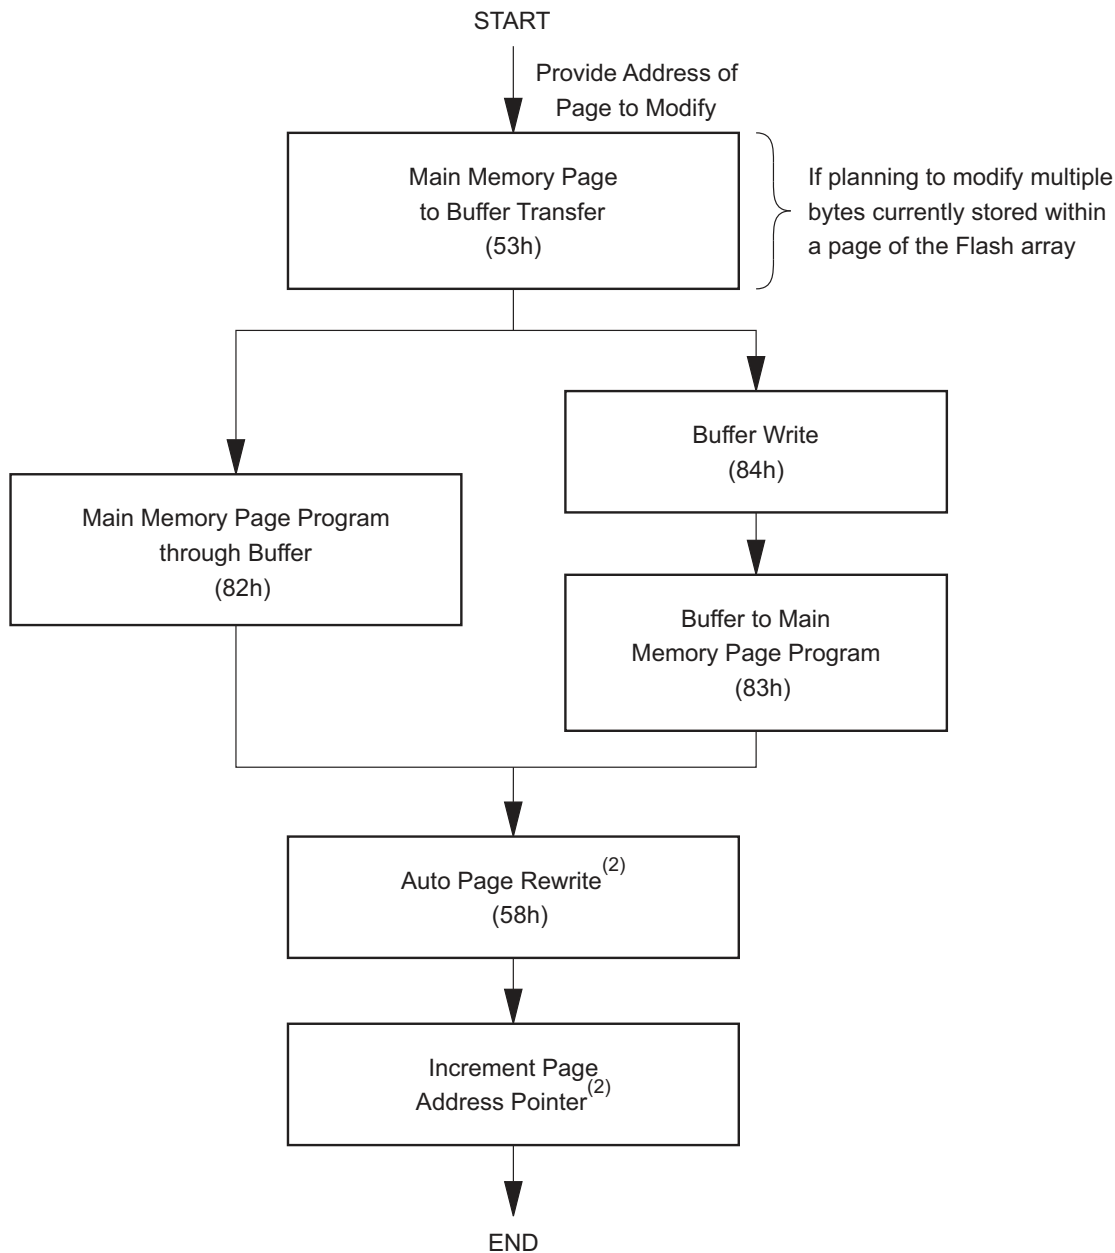 START
Provide Address of
Page to Modify
Main Memory Page
to Buffer Transfer
(53h)
If planning to modify multiple
bytes currently stored within
a page of the Flash array
Buffer Write
(84h)
Main Memory Page Program
through Buffer
(82h)
Buffer to Main
Memory Page Program
(83h)
Auto Page Rewrite(2)
(58h)
Increment Page
Address Pointer(2)
END